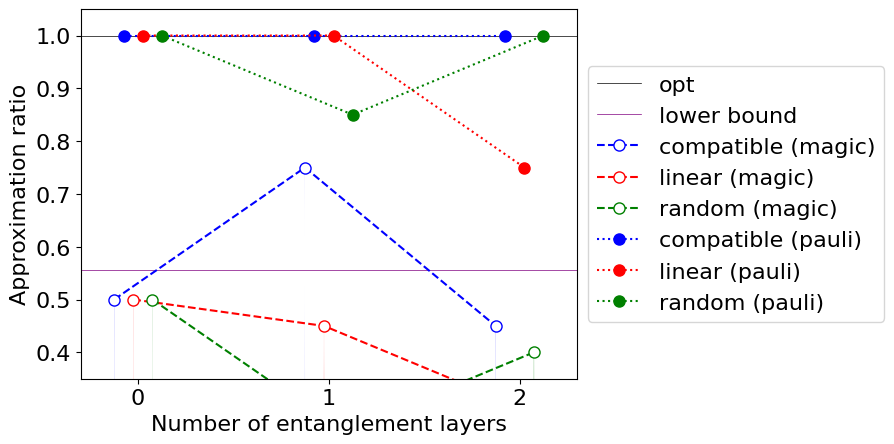 1.0
0.9
0.8
0.7
0.6
0.5
0.4
Approximation ratio
0
1
2
Number of entanglement layers
opt
lower bound
compatible (magic)
linear (magic)
random (magic)
compatible (pauli)
linear (pauli)
random (pauli)